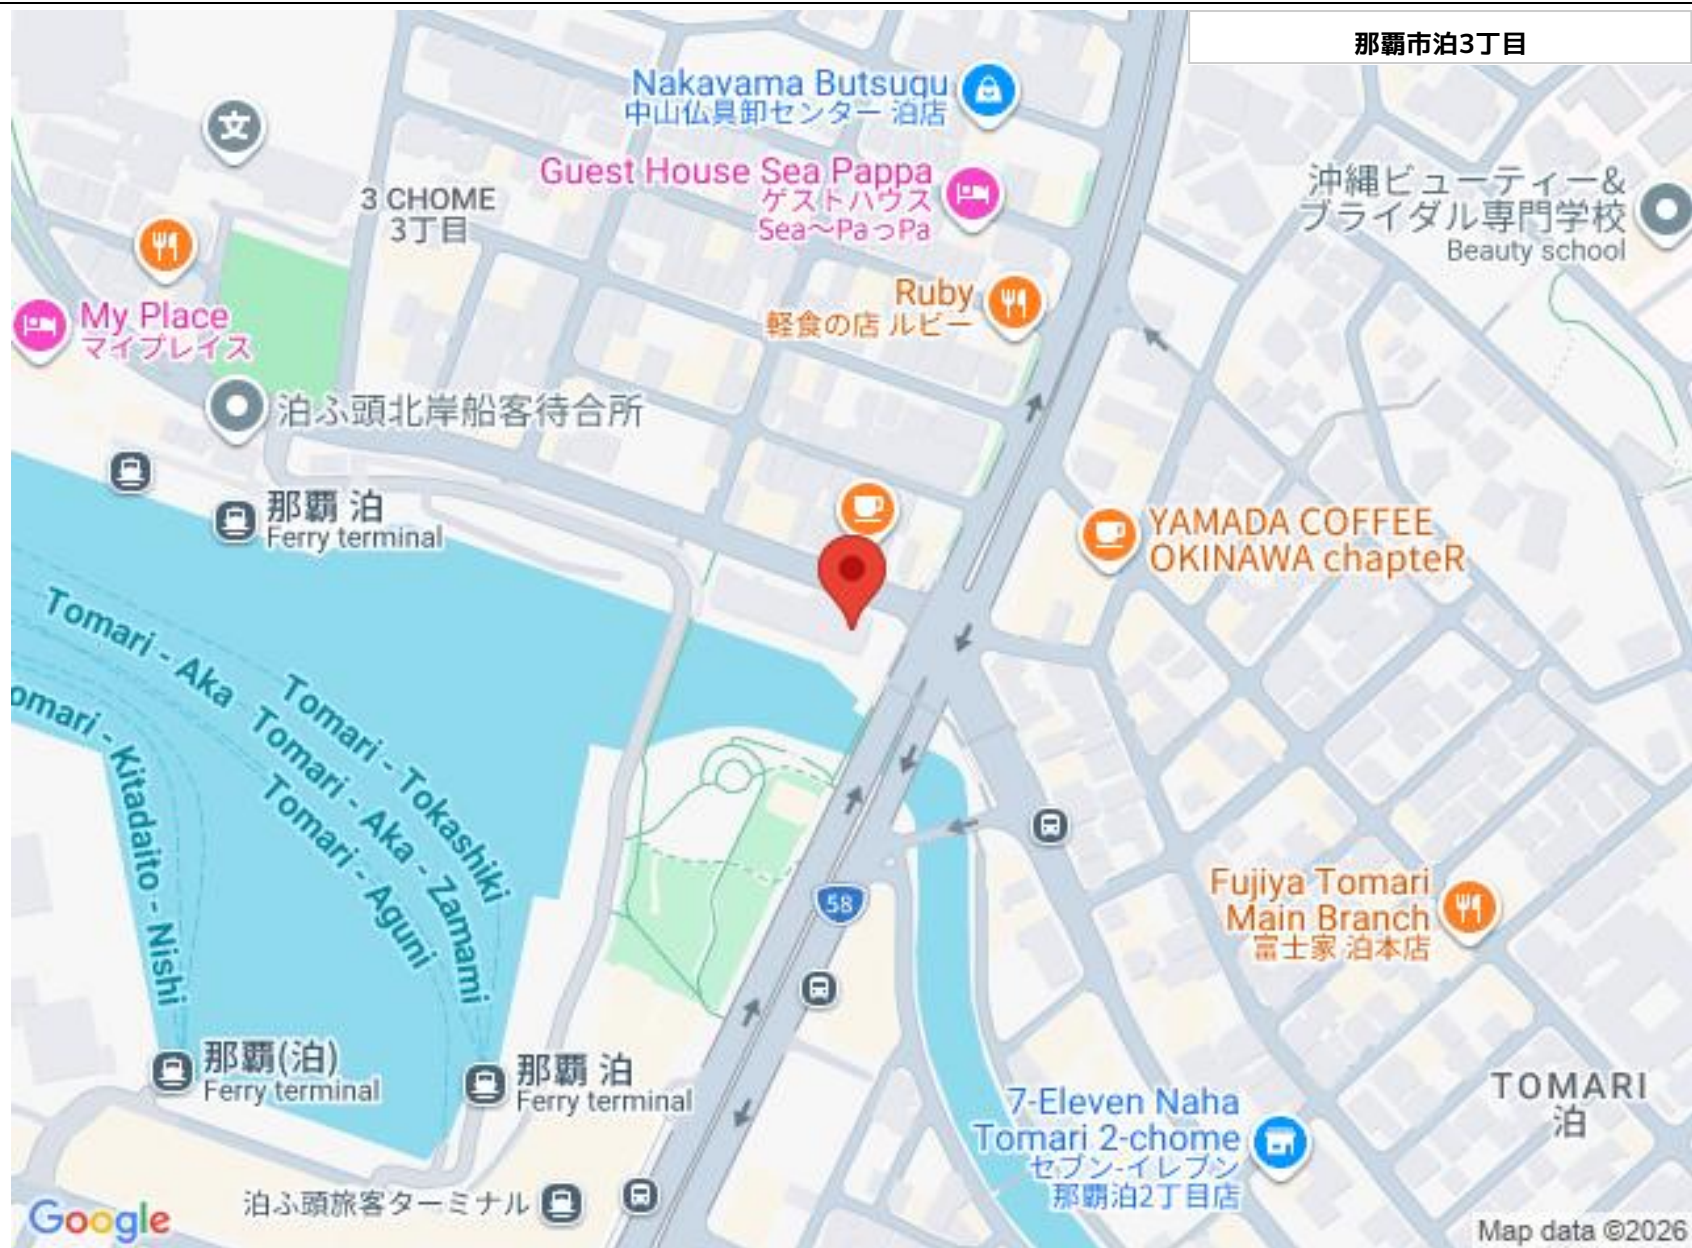 那覇市泊3丁目
Nakayama Butsugu
中山仏具卸センター 泊店
Guest House Sea Pappa
ゲストハウス
Sea～PaっPa
3 CHOME
3丁目
沖縄ビューティー&
ブライダル専門学校
Beauty school
Ruby
軽食の店 ルビー
My Place
マイプレイス
泊ふ頭北岸船客待合所
那覇 泊
Ferry terminal
YAMADA COFFEE
OKINAWA chapteR
Tomari - Aka
Tomari - Tokashiki
Tomari - Aka - Zamami
Tomari - Aguni
omari - Kitadaito - Nishi
58
Fujiya Tomari
Main Branch
富士家 泊本店
那覇(泊)
Ferry terminal
那覇 泊
Ferry terminal
7-Eleven Naha
Tomari 2-chome
セブン-イレブン
那覇泊2丁目店
TOMARI
泊
泊ふ頭旅客ターミナル
Google
Map data ©2026
文